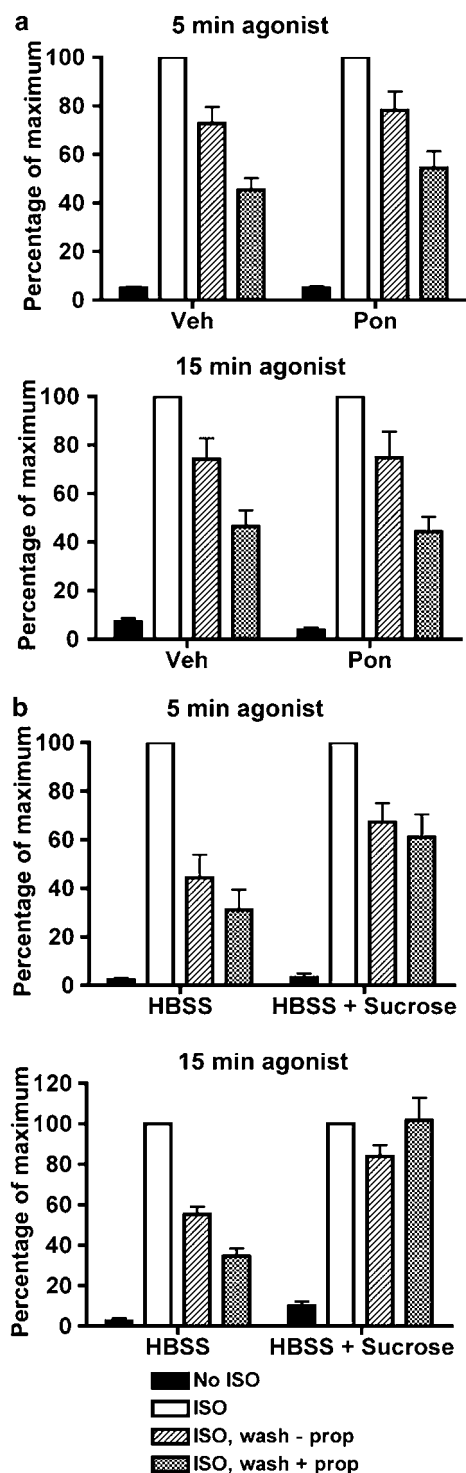 a
5 min agonist
Percentage of maximum
100
80
60
40
20
0
Veh Pon
15 min agonist
Percentage of maximum
100
80
60
40
20
0
Veh Pon
b
5 min agonist
Percentage of maximum
100
80
60
40
20
0
HBSS HBSS + Sucrose
15 min agonist
Percentage of maximum
120
100
80
60
40
20
0
HBSS HBSS + Sucrose
No ISO
ISO
ISO, wash - prop
ISO, wash + prop